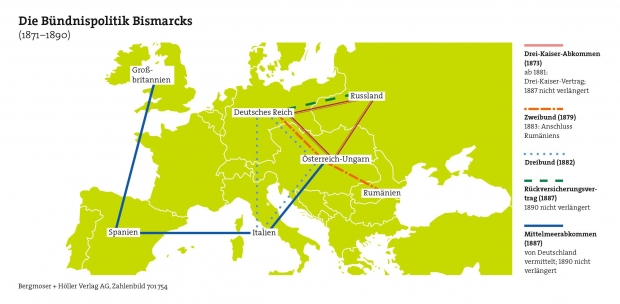 Die Bündnispolitik Bismarcks
(1871–1890)
Groß-
britannien
Russland
Deutsches Reich
Österreich-Ungarn
Rumänien
Spanien
Italien
Drei-Kaiser-Abkommen
(1873)
ab 1881:
Drei-Kaiser-Vertrag;
1887 nicht verlängert
Zweibund (1879)
1883: Anschluss
Rumäniens
Dreibund (1882)
Rückversicherungsver-
trag (1887)
1890 nicht verlängert
Mittelmeerabkommen
(1887)
von Deutschland
vermittelt; 1890 nicht
verlängert
Bergmoser + Höller Verlag AG, Zahlenbild 701 754